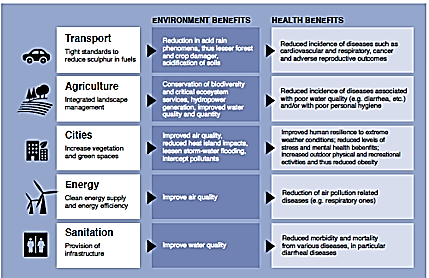 ENVIRONMENT BENEFITS
HEALTH BENEFITS
Transport
Tight standards to
reduce sulphur in fuels
Reduction in acid rain
phenomena, thus lesser forest
and crop damager,
acidification of soils
Reduced incidence of diseases such as
cardiovascular and respiratory, cancer
and adverse reproductive outcomes
Agriculture
Integrated landscape
management
Conservation of biodiversity
and critical ecosystem
services, hydropower
generation, improved water
quality and quantity
Reduced incidence of diseases associated
with poor water quality (e.g. diarrhea, etc.)
and/or with poor personal hygiene
Cities
Increase vegetation
and green spaces
Improved air quality,
reduced heat island impacts,
lessen storm-water flooding,
intercept pollutants
Improved human resilience to extreme
weather conditions; reduced levels of
stress and mental health benefits;
increased outdoor physical and recreational
activities and thus reduced obesity
Energy
Clean energy supply
and energy efficiency
Improve air quality
Reduction of air pollution related
diseases (e.g. respiratory ones)
Sanitation
Provision of
infrastructure
Improve water quality
Reduced morbidity and mortality
from various diseases, in particular
diarrheal diseases